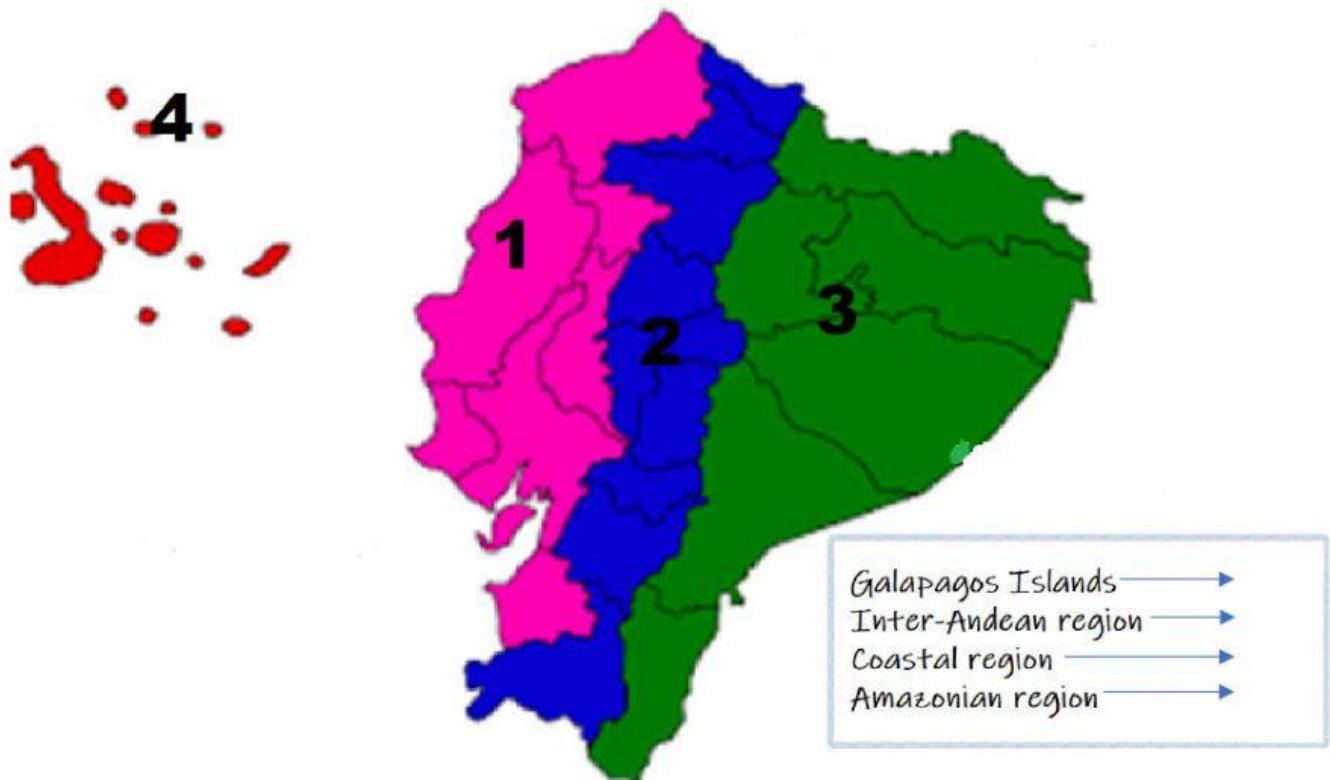 4
1
2
3
Galapagos Islands
Inter-Andean region
Coastal region
Amazonian region